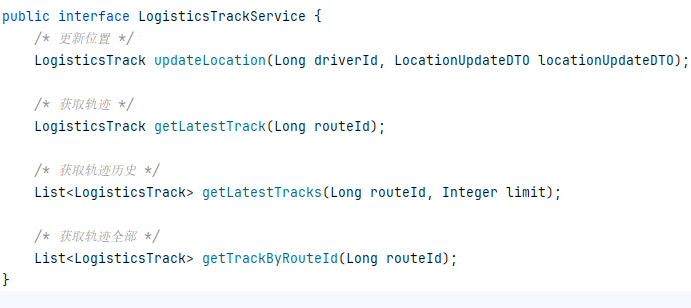 public interface LogisticsTrackService {
/* 更新位置 */
LogisticsTrack updateLocation(Long driverId, LocationUpdateDTO locationUpdateDTO);
/* 获取轨迹 */
LogisticsTrack getLatestTrack(Long routeId);
/* 获取轨迹历史 */
List<LogisticsTrack> getLatestTracks(Long routeId, Integer limit);
/* 获取轨迹全部 */
List<LogisticsTrack> getTrackByRouteId(Long routeId);
}